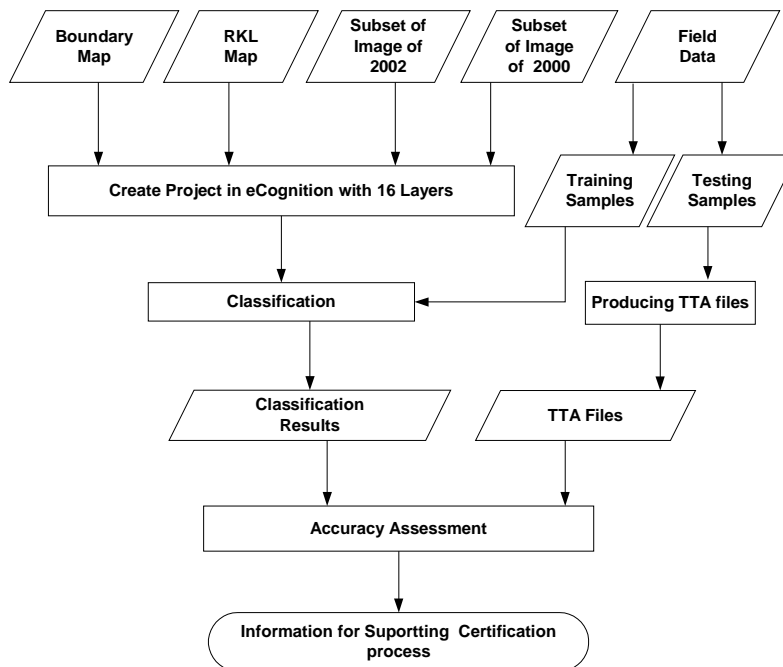 Boundary
Map
RKL
Map
Subset of
Image of
2002
Subset
of Image
of 2000
Field
Data
Create Project in eCognition with 16 Layers
Training
Samples
Testing
Samples
Classification
Producing TTA files
Classification
Results
TTA Files
Accuracy Assessment
Information for Suportting Certification
process